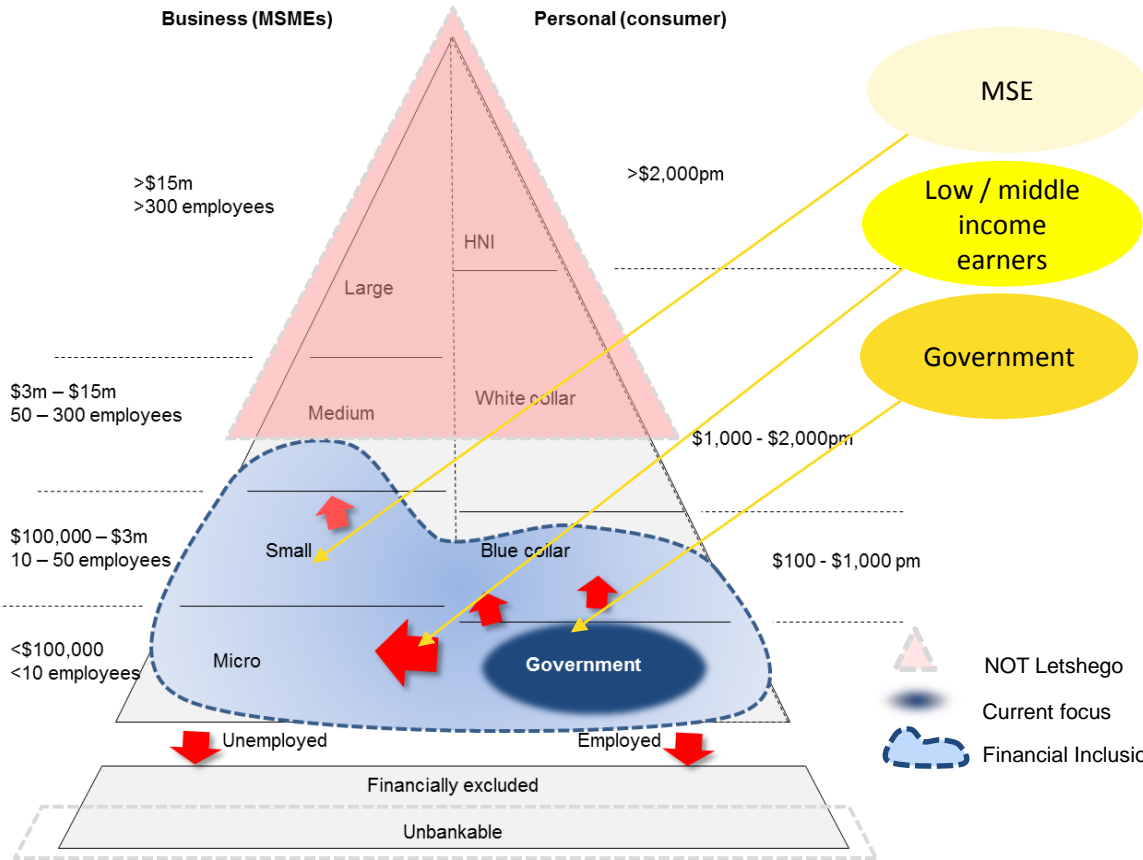 Business (MSMEs)
Personal (consumer)
MSE
>$15m
>300 employees
>$2,000pm
Low / middle
income
earners
HNI
Large
Government
$3m – $15m
50 – 300 employees
White collar
Medium
$1,000 - $2,000pm
$100,000 – $3m
10 – 50 employees
Small
Blue collar
$100 - $1,000 pm
<$100,000
<10 employees
Micro
Government
NOT Letshego
Current focus
Financial Inclusio
Unemployed
Employed
Financially excluded
Unbankable